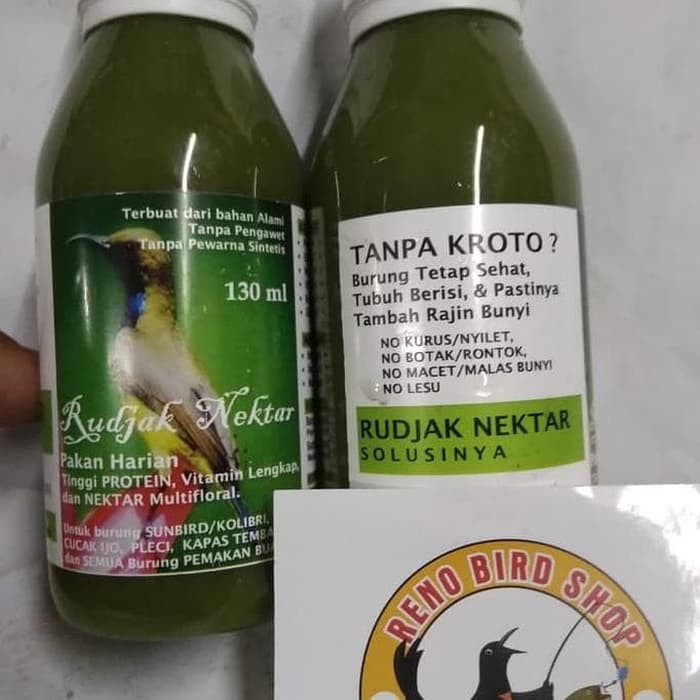 Terbuat dari bahan Alami
Tanpa Pengawet
Tanpa Pewarna Sintetis
130 ml
Rudjak Nektar
Pakan Harian
Tinggi PROTEIN, Vitamin Lengkap,
dan NEKTAR Multifloral.
Untuk burung SUNBIRD/KOLIBRI,
CUCAK IJO, PLECI, KAPAS TEMBA
dan SEMUA Burung PEMAKAN BUA
TANPA KROTO ?
Burung Tetap Sehat,
Tubuh Berisi, & Pastinya
Tambah Rajin Bunyi
NO KURUS/NYILET,
NO BOTAK/RONTOK,
NO MACET/MALAS BUNYI
NO LESU
RUDJAK NEKTAR
SOLUSINYA
RENO BIRD SHOP